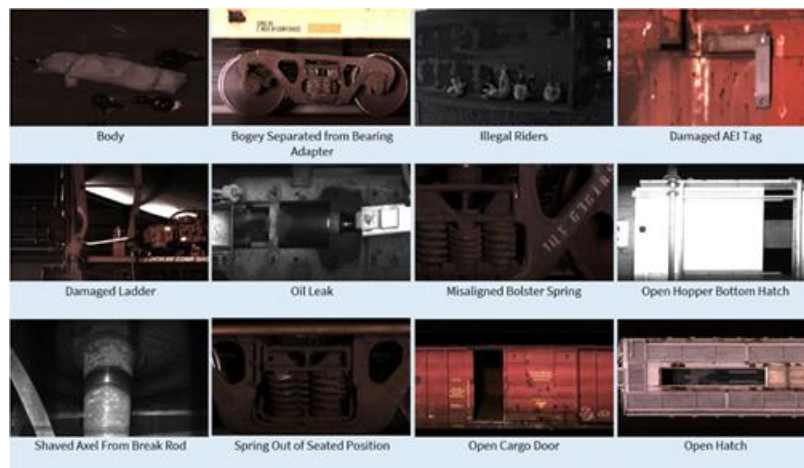 Body
Bogey Separated from Bearing
Adapter
Illegal Riders
Damaged AEI Tag
Damaged Ladder
Oil Leak
Misaligned Bolster Spring
Open Hopper Bottom Hatch
Shaved Axel From Break Rod
Spring Out of Seated Position
Open Cargo Door
Open Hatch